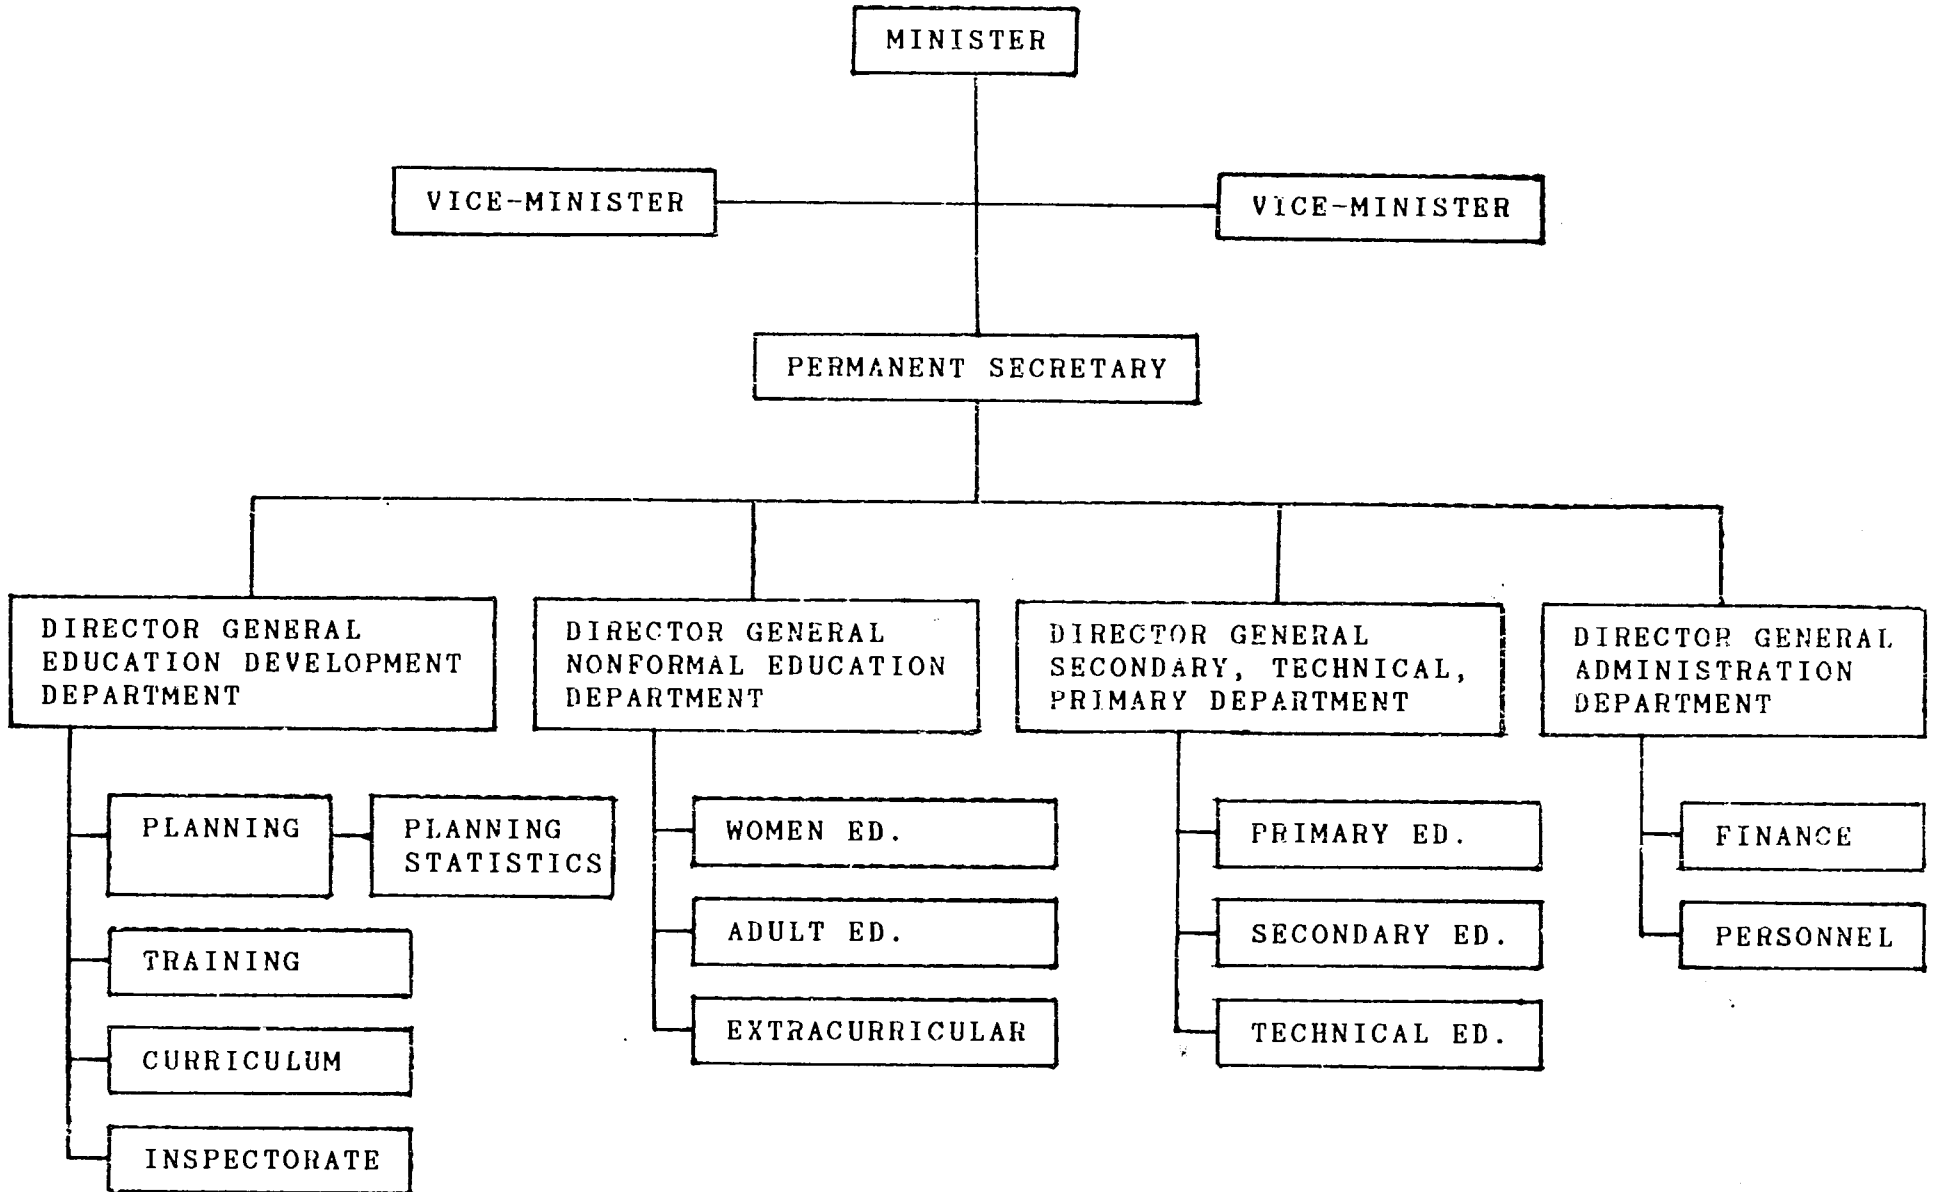 MINISTER
VICE-MINISTER
VICE-MINISTER
PERMANENT SECRETARY
DIRECTOR GENERAL
EDUCATION DEVELOPMENT
DEPARTMENT
DIRECTOR GENERAL
NONFORMAL EDUCATION
DEPARTMENT
DIRECTOR GENERAL
SECONDARY, TECHNICAL,
PRIMARY DEPARTMENT
DIRECTOR GENERAL
ADMINISTRATION
DEPARTMENT
PLANNING
PLANNING
STATISTICS
TRAINING
CURRICULUM
INSPECTORATE
WOMEN ED.
ADULT ED.
EXTRACURRICULAR
PRIMARY ED.
SECONDARY ED.
TECHNICAL ED.
FINANCE
PERSONNEL